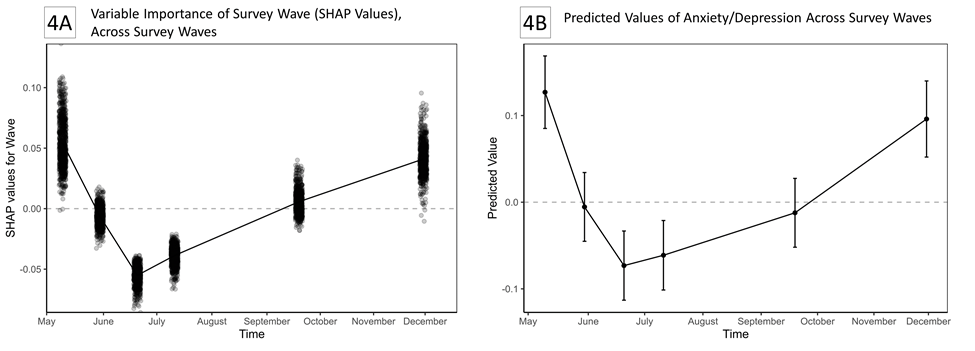 4A
Variable Importance of Survey Wave (SHAP Values),
Across Survey Waves
SHAP values for Wave
0.10
0.05
0.00
-0.05
May June July August September October November December
Time
4B
Predicted Values of Anxiety/Depression Across Survey Waves
Predicted Value
0.1
0.0
-0.1
May June July August September October November December
Time